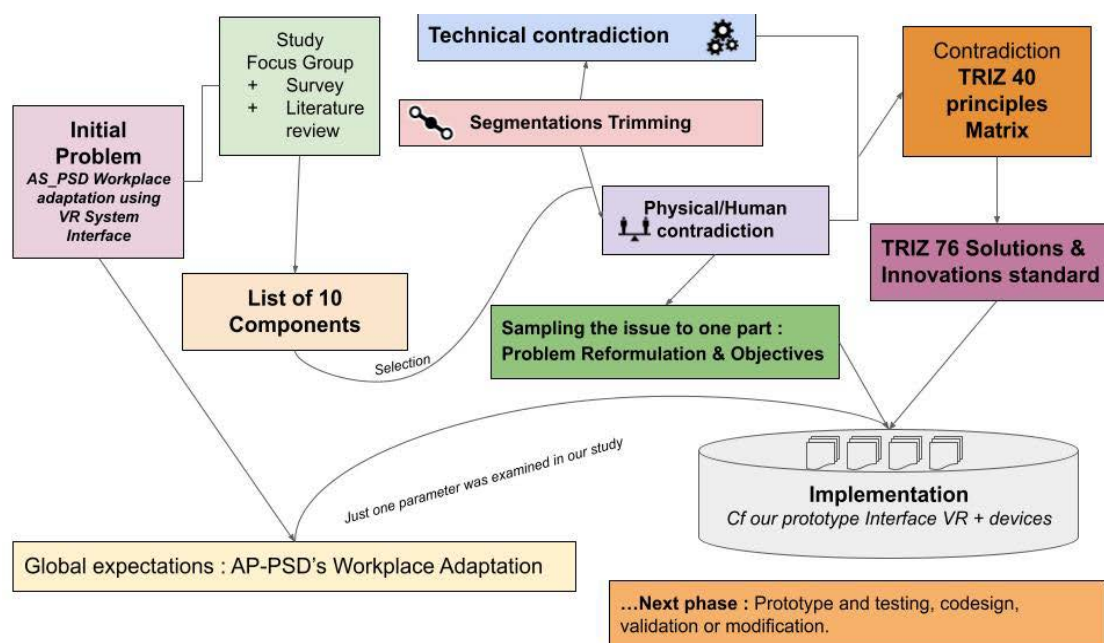 Study
Focus Group
+ Survey
+ Literature
review
Technical contradiction
Contradiction
TRIZ 40
principles
Matrix
Initial
Problem
AS_PSD Workplace
adaptation using
VR System
Interface
Segmentations Trimming
Physical/Human
contradiction
TRIZ 76 Solutions &
Innovations standard
List of 10
Components
Selection
Sampling the issue to one part :
Problem Reformulation & Objectives
Just one parameter was examined in our study
Implementation
Cf our prototype Interface VR + devices
Global expectations : AP-PSD's Workplace Adaptation
...Next phase : Prototype and testing, codesign,
validation or modification.